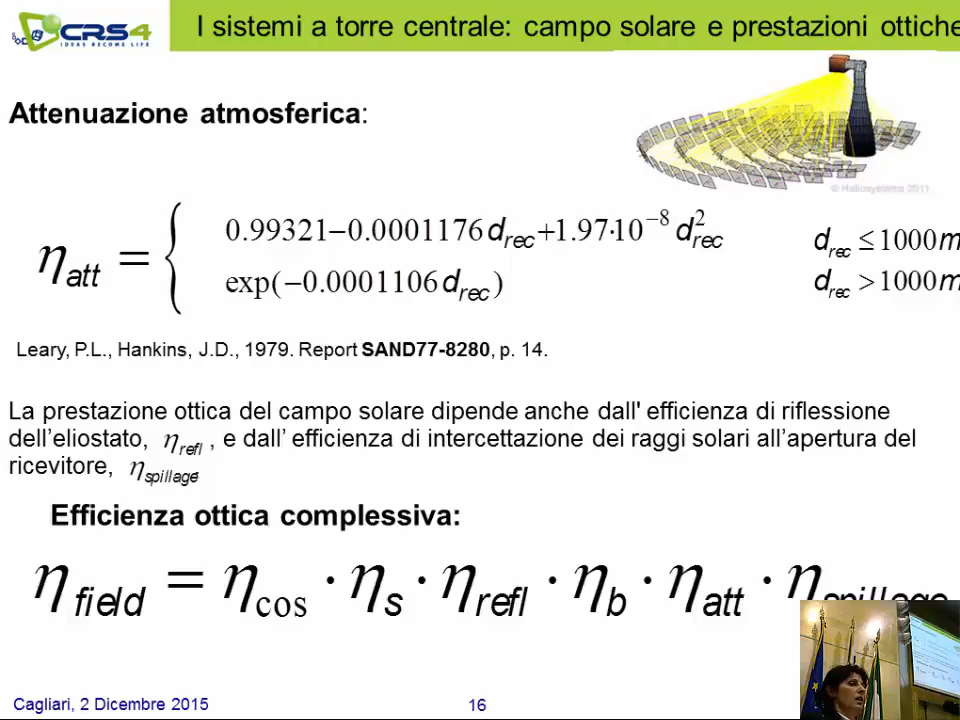 CRS4
IDEAS BECOME LIFE
I sistemi a torre centrale: campo solare e prestazioni ottiche
Attenuazione atmosferica:
© Heliosystems 2011
η_att = { 0.99321−0.0001176 d_rec+1.97·10^−8 d_rec^2 d_rec ≤1000m
exp(−0.0001106 d_rec) d_rec >1000m
Leary, P.L., Hankins, J.D., 1979. Report SAND77-8280, p. 14.
La prestazione ottica del campo solare dipende anche dall' efficienza di riflessione
dell’eliostato, η_refl , e dall’ efficienza di intercettazione dei raggi solari all’apertura del
ricevitore, η_spillage
Efficienza ottica complessiva:
η_field = η_cos · η_s · η_refl · η_b · η_att · η_spillage
Cagliari, 2 Dicembre 2015
16